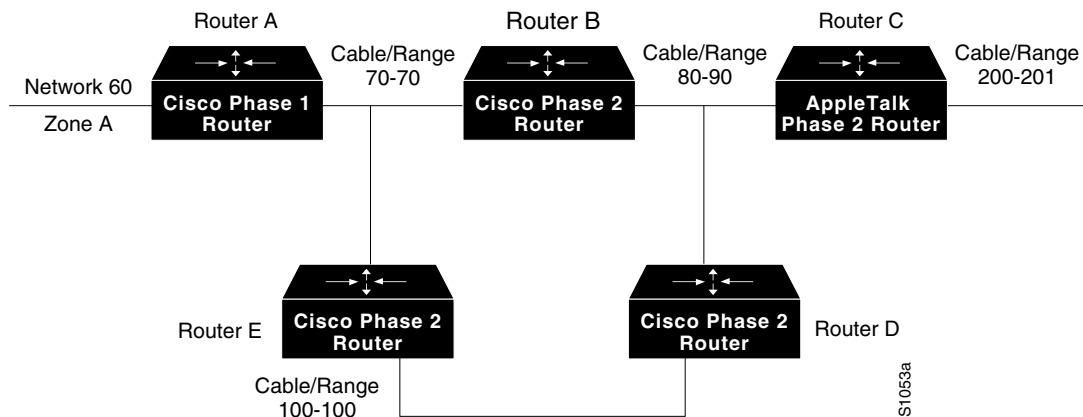 Router A
Router B
Router C
Network 60
Zone A
Cisco Phase 1
Router
Cable/Range
70-70
Cisco Phase 2
Router
Cable/Range
80-90
AppleTalk
Phase 2 Router
Cable/Range
200-201
Router E
Cisco Phase 2
Router
Cisco Phase 2
Router
Router D
Cable/Range
100-100
S1053a